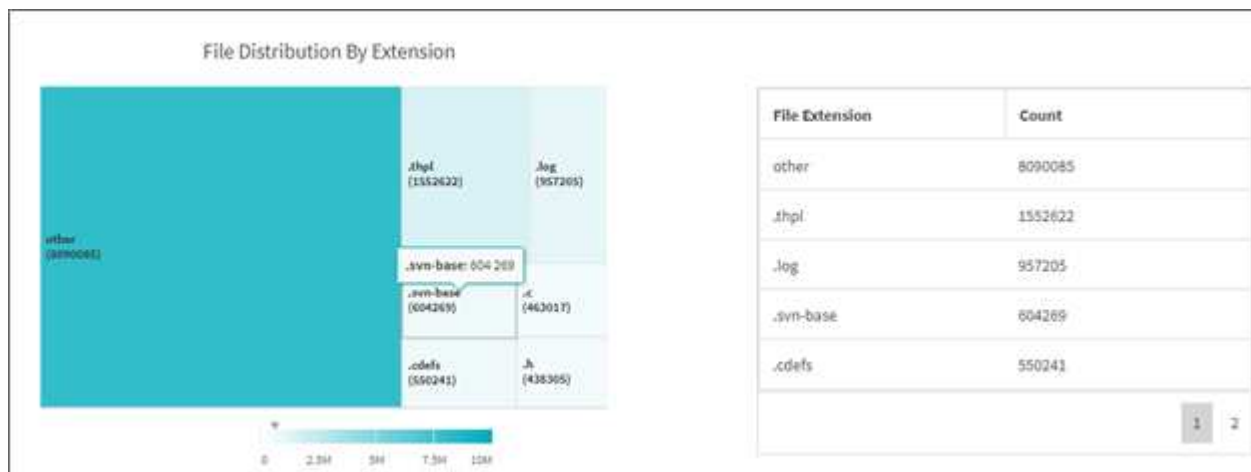 File Distribution By Extension
.thpl
(1552622)
.log
(957205)
other
(8090085)
.svn-base: 604 269
.svn-base
(604269)
.c
(463017)
.cdefs
(550241)
.h
(438305)
0 2.5M 5M 7.5M 10M
File Extension Count
other 8090085
.thpl 1552622
.log 957205
.svn-base 604269
.cdefs 550241
1 2